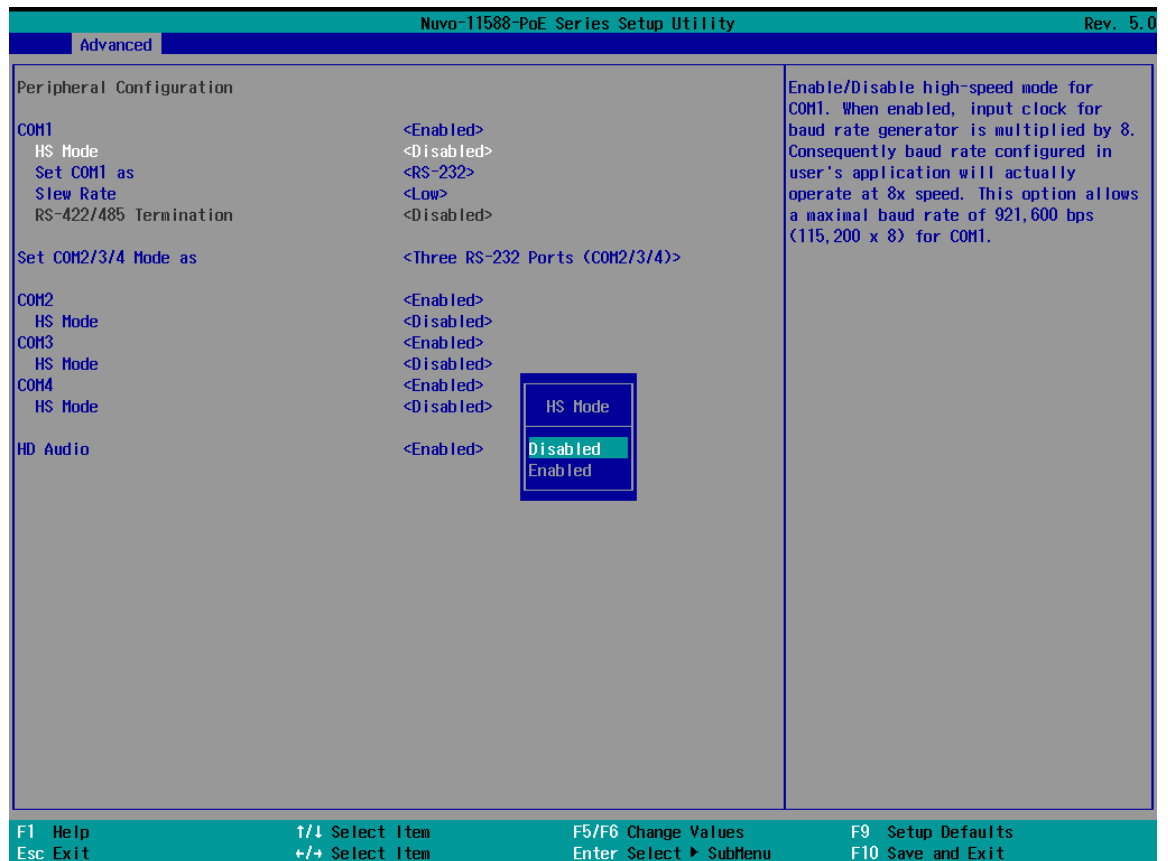 Nuvo-11588-PoE Series Setup Utility Rev. 5.0
Advanced
Peripheral Configuration
COM1 <Enabled>
HS Mode <Disabled>
Set COM1 as <RS-232>
Slew Rate <Low>
RS-422/485 Termination <Disabled>
Set COM2/3/4 Mode as <Three RS-232 Ports (COM2/3/4)>
COM2 <Enabled>
HS Mode <Disabled>
COM3 <Enabled>
HS Mode <Disabled>
COM4 <Enabled>
HS Mode <Disabled>
HD Audio <Enabled>
HS Mode
Disabled
Enabled
Enable/Disable high-speed mode for
COM1. When enabled, input clock for
baud rate generator is multiplied by 8.
Consequently baud rate configured in
user's application will actually
operate at 8x speed. This option allows
a maximal baud rate of 921,600 bps
(115,200 x 8) for COM1.
F1 Help ↑/↓ Select Item F5/F6 Change Values F9 Setup Defaults
Esc Exit ←/→ Select Item Enter Select ▶ SubMenu F10 Save and Exit